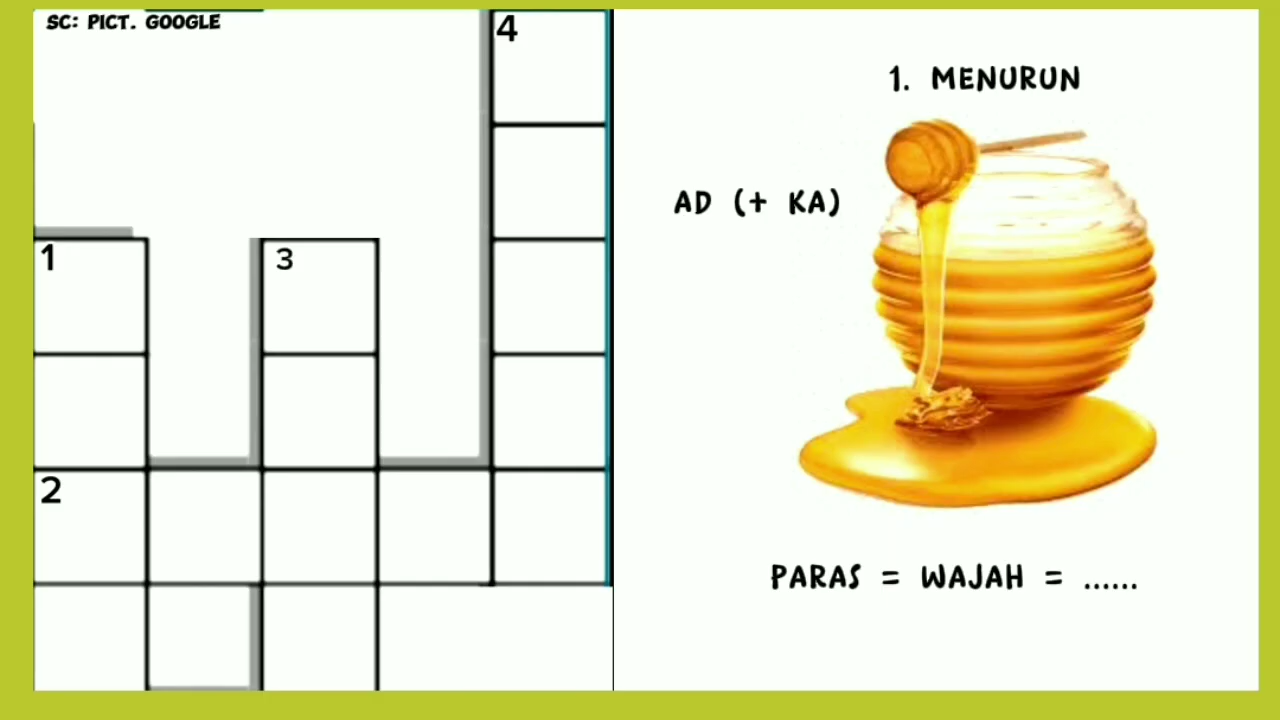 SC: PICT. GOOGLE
4
1
3
2
1. MENURUN
AD (+ KA)
PARAS = WAJAH = ......